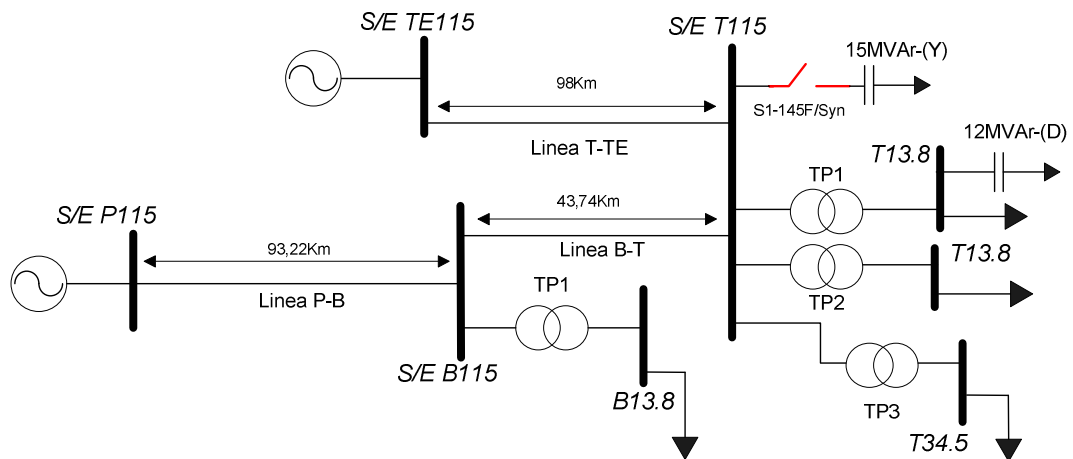 S/E TE115
S/E T115
15MVAr-(Y)
98Km
S1-145F/Syn
Linea T-TE
12MVAr-(D)
T13.8
TP1
43,74Km
S/E P115
93,22Km
Linea B-T
T13.8
TP2
Linea P-B
TP1
S/E B115
B13.8
TP3
T34.5